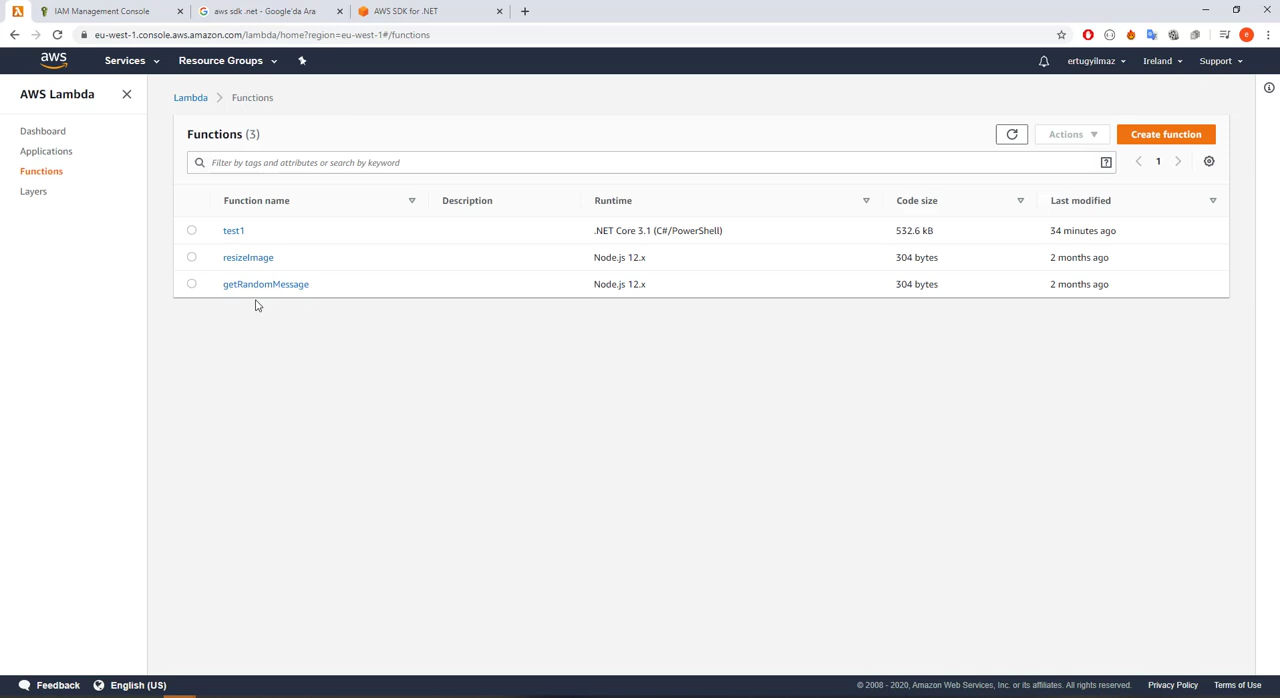 IAM Management Console
aws sdk .net - Google'da Ara
AWS SDK for .NET
eu-west-1.console.aws.amazon.com/lambda/home?region=eu-west-1#/functions
aws Services Resource Groups ertugyilmaz Ireland Support
AWS Lambda
Dashboard
Applications
Functions
Layers
Lambda > Functions
Functions (3)
Actions
Create function
Filter by tags and attributes or search by keyword
1
Function name Description Runtime Code size Last modified
test1 .NET Core 3.1 (C#/PowerShell) 532.6 kB 34 minutes ago
resizeImage Node.js 12.x 304 bytes 2 months ago
getRandomMessage Node.js 12.x 304 bytes 2 months ago
Feedback English (US) © 2008 - 2020, Amazon Web Services, Inc. or its affiliates. All rights reserved. Privacy Policy Terms of Use